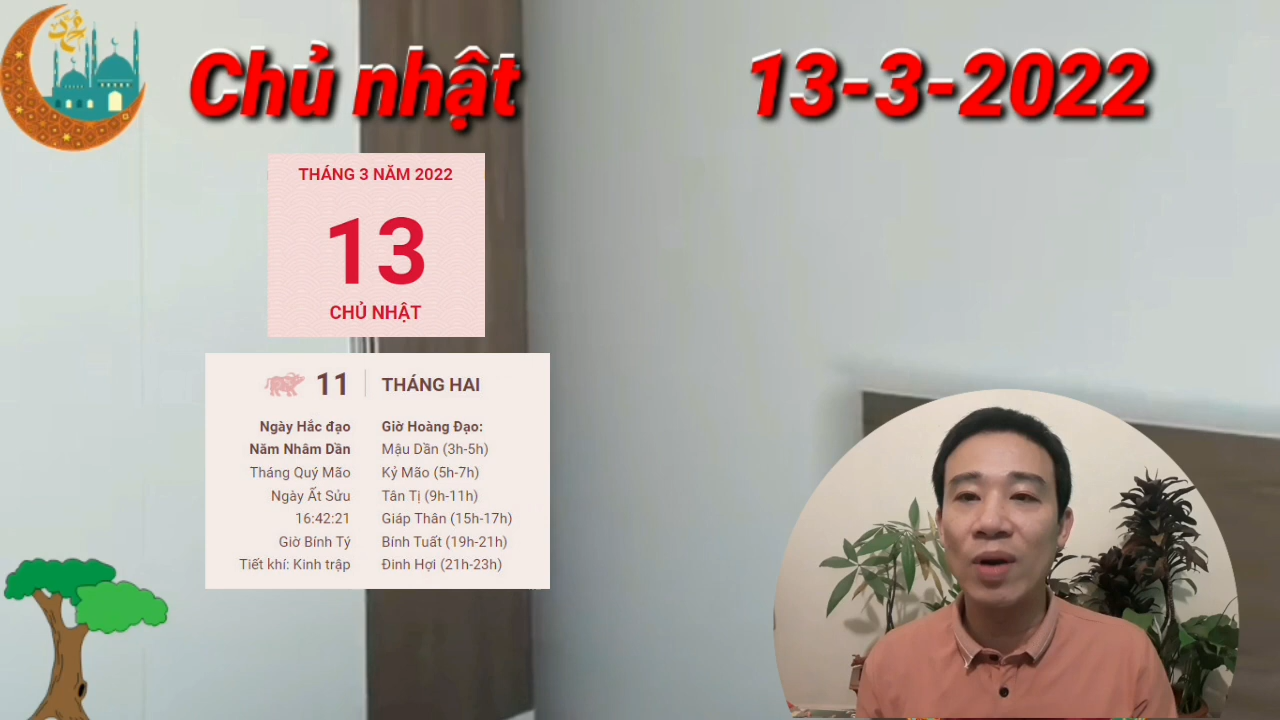 Chủ nhật
13-3-2022
THÁNG 3 NĂM 2022
13
CHỦ NHẬT
11
THÁNG HAI
Ngày Hắc đạo
Năm Nhâm Dần
Tháng Quý Mão
Ngày Ất Sửu
16:42:21
Giờ Bính Tý
Tiết khí: Kinh trập
Giờ Hoàng Đạo:
Mậu Dần (3h-5h)
Kỷ Mão (5h-7h)
Tân Tị (9h-11h)
Giáp Thân (15h-17h)
Bính Tuất (19h-21h)
Đinh Hợi (21h-23h)